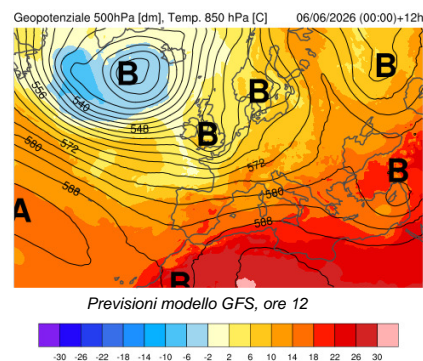 Geopotenziale 500hPa [dm], Temp. 850 hPa [C] 06/06/2026 (00:00)+12h
B
B
B
556
540
B
548
580
572
572
B
588
580
A
588
B
Previsioni modello GFS, ore 12
-30 -26 -22 -18 -14 -10 -6 -2 2 6 10 14 18 22 26 30